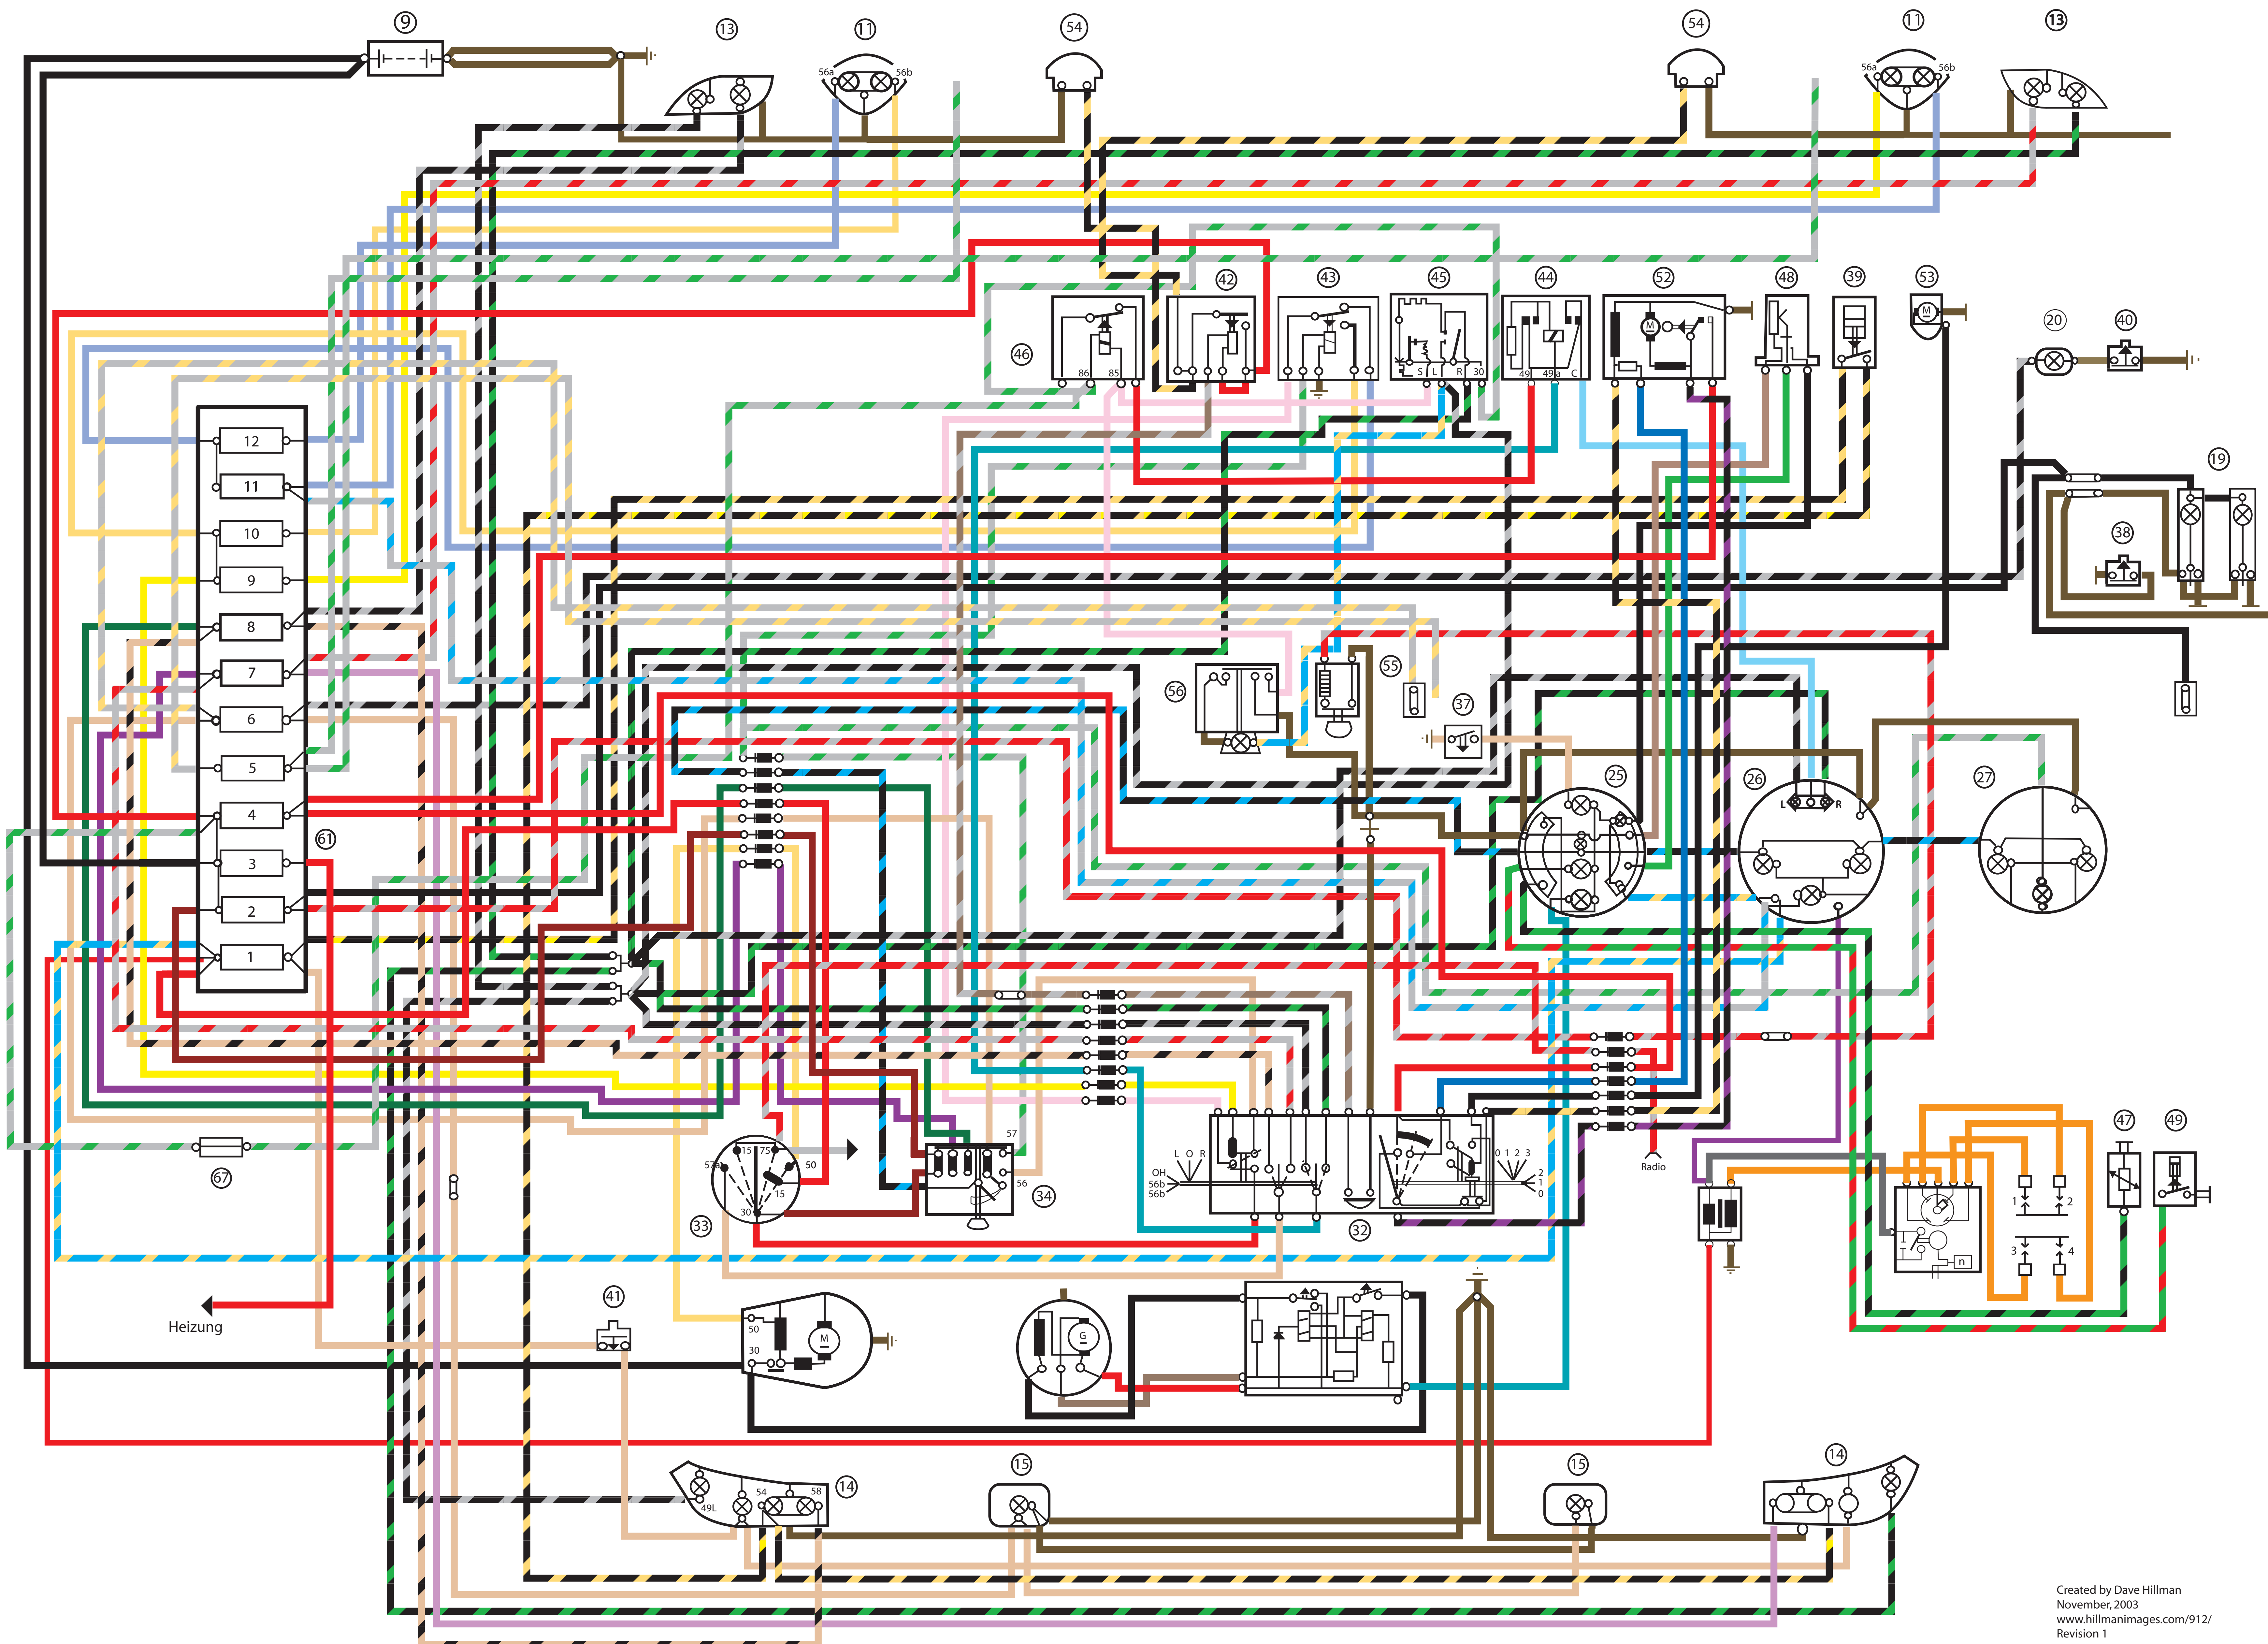 9
13
11
54
54
11
13
56a
56b
56a
56b
42
43
45
44
52
48
39
53
20
40
46
86
85
S
L
R
30
49
49a
C
M
M
19
38
12
11
10
9
8
7
6
5
4
3
2
1
61
56
55
37
25
26
27
L
R
67
33
15
75
57a
50
15
30
57
56
34
L O R
OH
56b
56b
0 1 2 3
2
1
0
32
Radio
47
49
1
2
3
4
n
Heizung
41
50
30
M
G
14
49L
54
58
15
15
14
Created by Dave Hillman
November, 2003
www.hillmanimages.com/912/
Revision 1